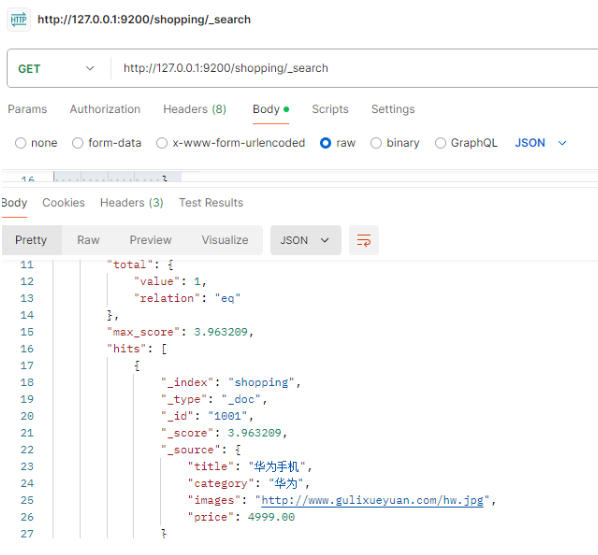 HTTP http://127.0.0.1:9200/shopping/_search
GET http://127.0.0.1:9200/shopping/_search
Params Authorization Headers (8) Body Scripts Settings
none form-data x-www-form-urlencoded raw binary GraphQL JSON
16 }
Body Cookies Headers (3) Test Results
Pretty Raw Preview Visualize JSON
11 "total": {
12 "value": 1,
13 "relation": "eq"
14 },
15 "max_score": 3.963209,
16 "hits": [
17 {
18 "_index": "shopping",
19 "_type": "_doc",
20 "_id": "1001",
21 "_score": 3.963209,
22 "_source": {
23 "title": "华为手机",
24 "category": "华为",
25 "images": "http://www.gulixueyuan.com/hw.jpg",
26 "price": 4999.00
27 }